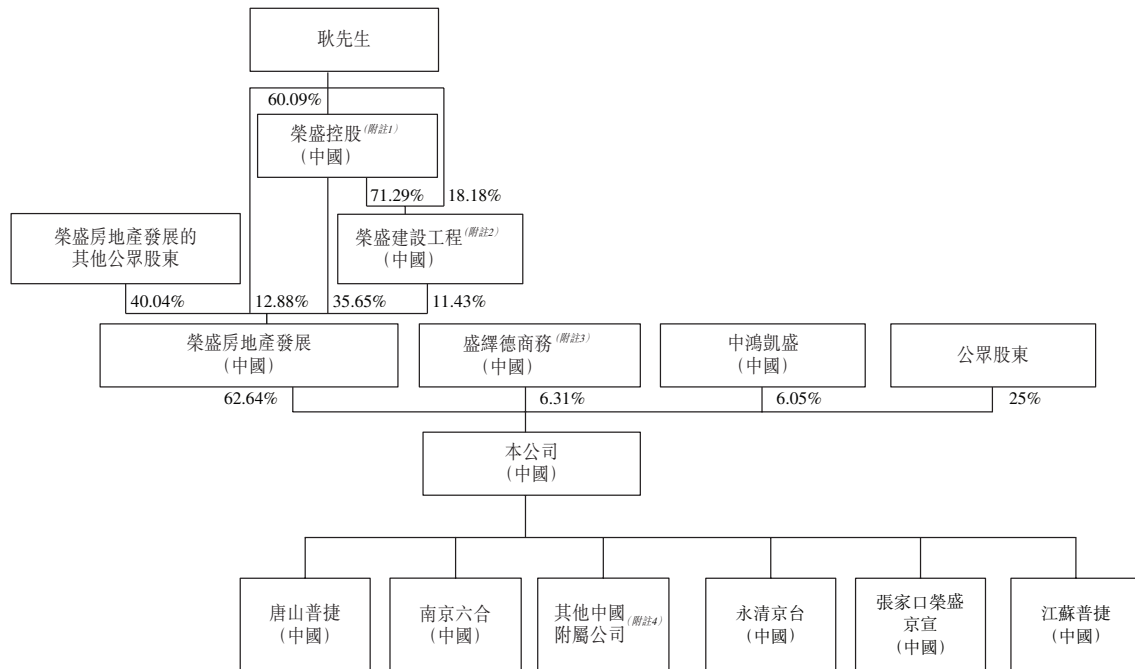 耿先生
60.09%
榮盛控股(附註1)
(中國)
71.29%
18.18%
榮盛房地產發展的
其他公眾股東
榮盛建設工程(附註2)
(中國)
40.04%
12.88%
35.65%
11.43%
榮盛房地產發展
(中國)
盛繹德商務(附註3)
(中國)
中鴻凱盛
(中國)
公眾股東
62.64%
6.31%
6.05%
25%
本公司
(中國)
唐山普捷
(中國)
南京六合
(中國)
其他中國
附屬公司(附註4)
永清京台
(中國)
張家口榮盛
京宣
(中國)
江蘇普捷
(中國)